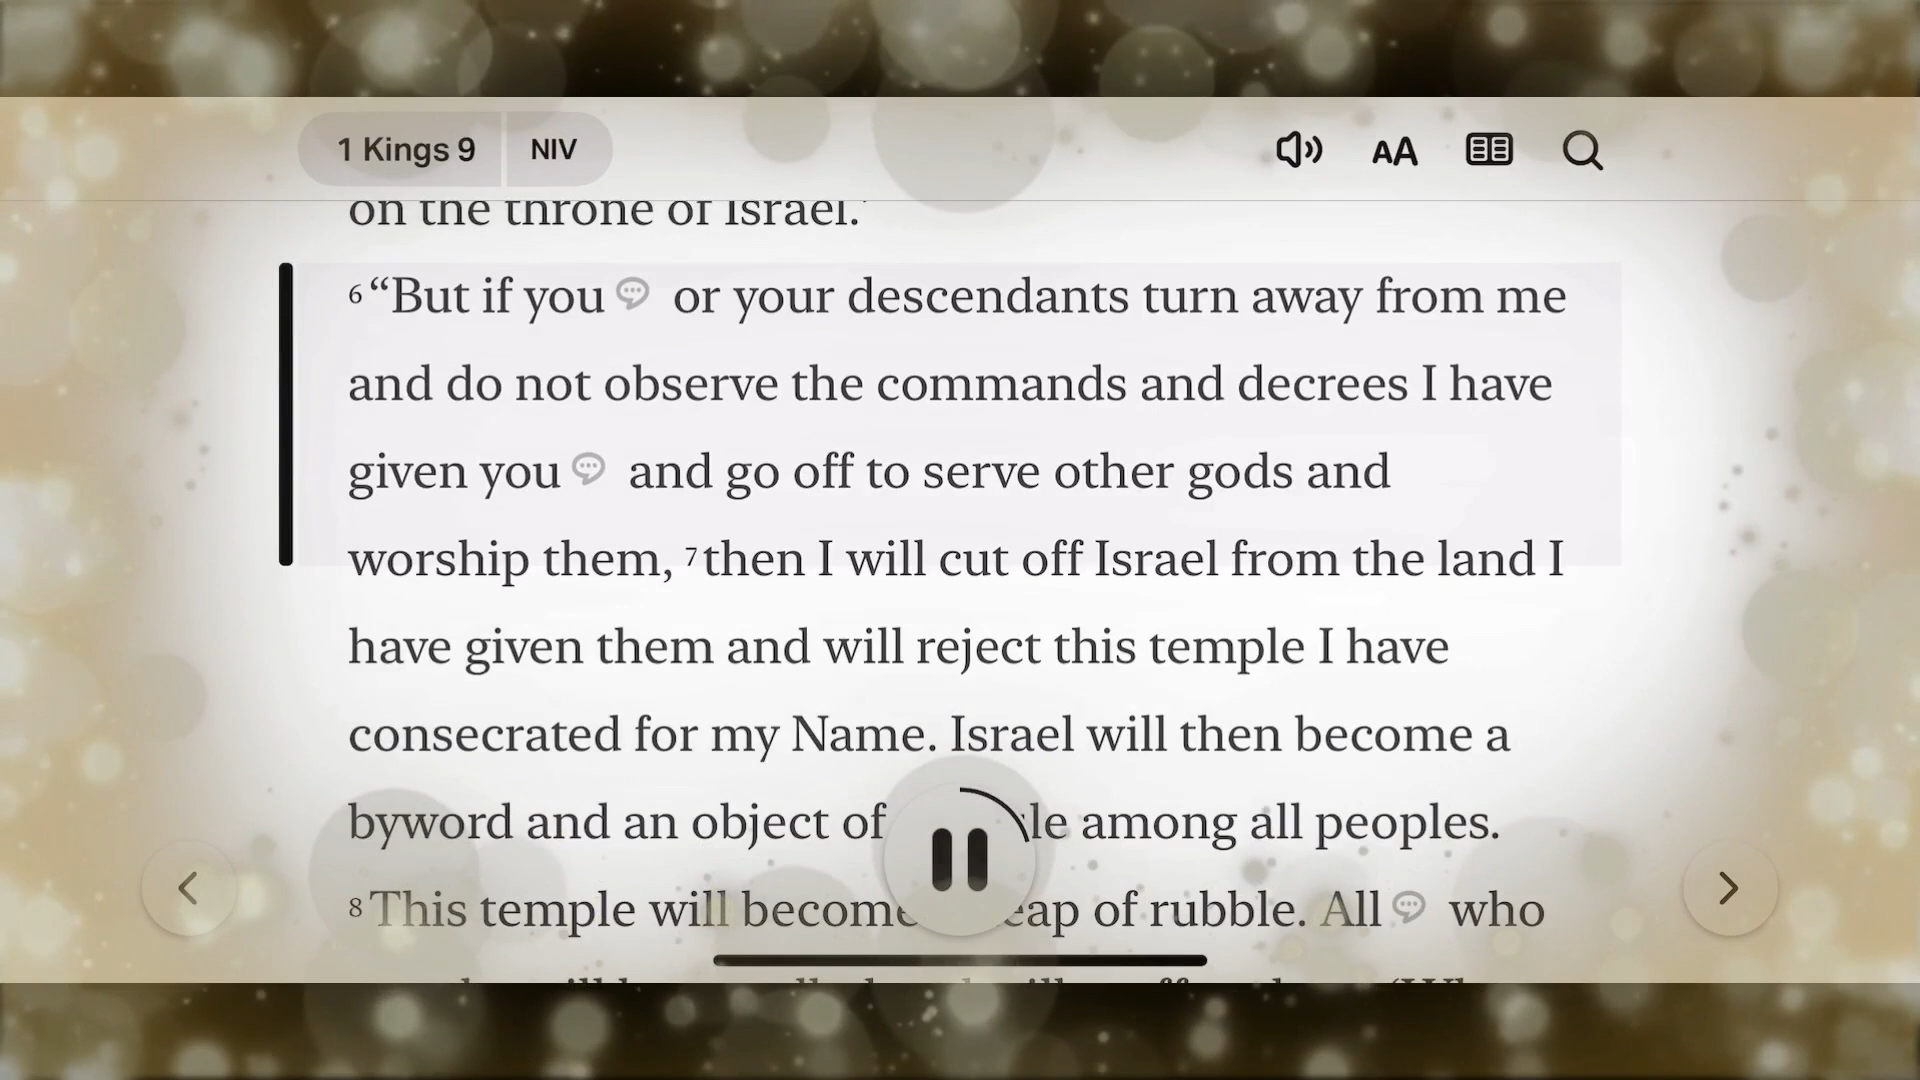 1 Kings 9 NIV AA
on the throne of Israel.'
6 “But if you or your descendants turn away from me
and do not observe the commands and decrees I have
given you and go off to serve other gods and
worship them, 7 then I will cut off Israel from the land I
have given them and will reject this temple I have
consecrated for my Name. Israel will then become a
byword and an object of le among all peoples.
8 This temple will become eap of rubble. All who